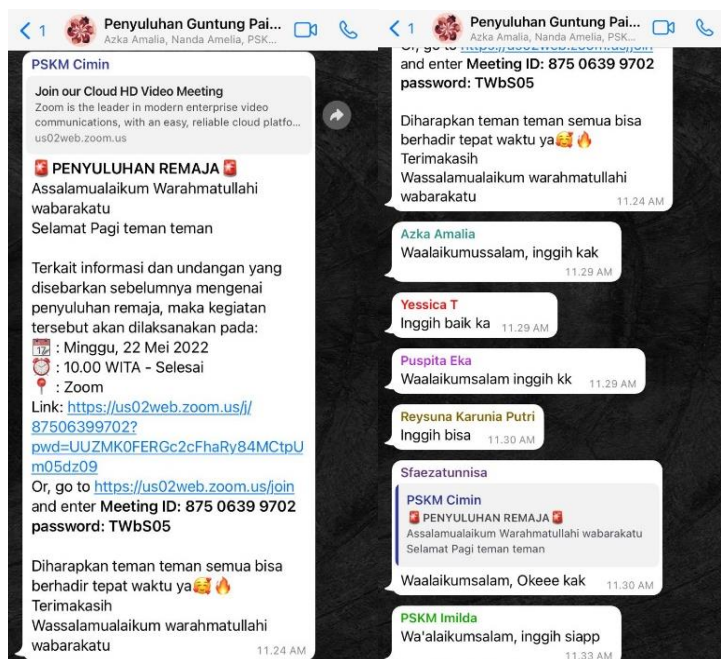 1
Penyuluhan Guntung Pai...
Azka Amalia, Nanda Amelia, PSK...
PSKM Cimin
Join our Cloud HD Video Meeting
Zoom is the leader in modern enterprise video
communications, with an easy, reliable cloud platfo...
us02web.zoom.us
🚨 PENYULUHAN REMAJA 🚨
Assalamualaikum Warahmatullahi
wabarakatu
Selamat Pagi teman teman
Terkait informasi dan undangan yang
disebarkan sebelumnya mengenai
penyuluhan remaja, maka kegiatan
tersebut akan dilaksanakan pada:
📆 : Minggu, 22 Mei 2022
⏰ : 10.00 WITA - Selesai
📍 : Zoom
Link: https://us02web.zoom.us/j/
87506399702?
pwd=UUZMK0FERGc2cFhaRy84MCtpU
m05dz09
Or, go to https://us02web.zoom.us/join
and enter Meeting ID: 875 0639 9702
password: TWbS05
Diharapkan teman teman semua bisa
berhadir tepat waktu ya🥰🔥
Terimakasih
Wassalamualaikum warahmatullahi
wabarakatu
11.24 AM
1
Penyuluhan Guntung Pai...
Azka Amalia, Nanda Amelia, PSK...
Or, go to https://us02web.zoom.us/join
and enter Meeting ID: 875 0639 9702
password: TWbS05
Diharapkan teman teman semua bisa
berhadir tepat waktu ya🥰🔥
Terimakasih
Wassalamualaikum warahmatullahi
wabarakatu
11.24 AM
Azka Amalia
Waalaikumussalam, inggih kak
11.29 AM
Yessica T
Inggih baik ka 11.29 AM
Puspita Eka
Waalaikumsalam inggih kk 11.29 AM
Reysuna Karunia Putri
Inggih bisa 11.30 AM
Sfaezatunnisa
PSKM Cimin
🚨 PENYULUHAN REMAJA 🚨
Assalamualaikum Warahmatullahi wabarakatu
Selamat Pagi teman teman
Waalaikumsalam, Okeee kak 11.30 AM
PSKM Imilda
Wa'alaikumsalam, inggih siapp
11.33 AM